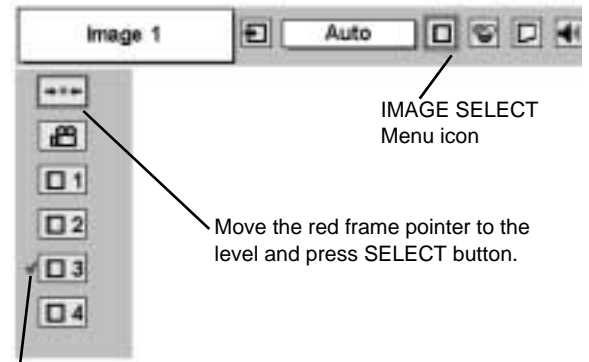 Image 1
Auto
IMAGE SELECT
Menu icon
Move the red frame pointer to the
level and press SELECT button.
1
2
3
4